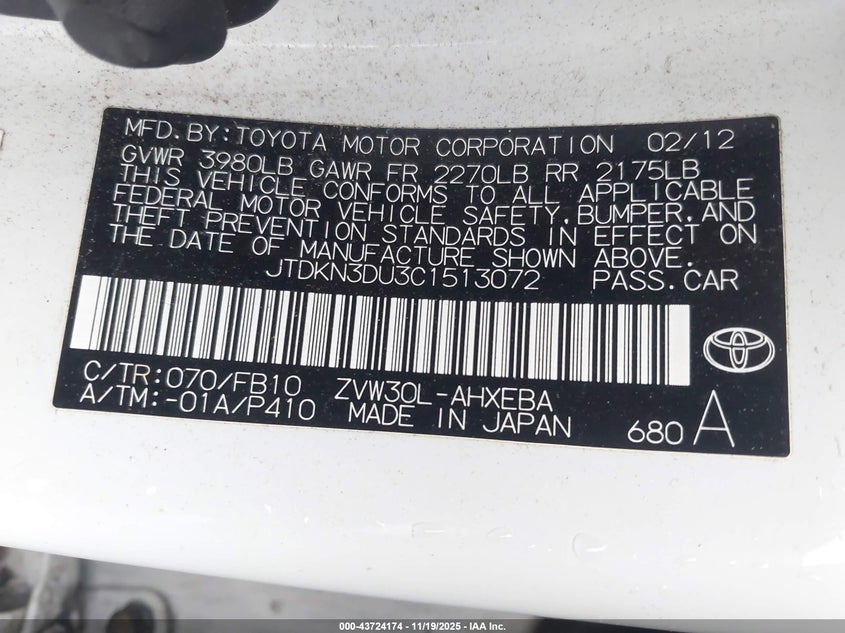 MFD.BY:TOYOTA MOTOR CORPORATION 02/12
GVWR 3980LB GAWR FR 2270LB RR 2175LB
THIS VEHICLE CONFORMS TO ALL APPLICABLE
FEDERAL MOTOR VEHICLE SAFETY,BUMPER,AND
THEFT PREVENTION STANDARDS IN EFFECT ON
THE DATE OF MANUFACTURE SHOWN ABOVE.
JTDKN3DU3C1513072 PASS.CAR
C/TR:070/FB10 ZVW30L-AHXEBA
A/TM:-01A/P410 MADE IN JAPAN 680 A
000-43724174 | 11/19/2025 | IAA Inc.